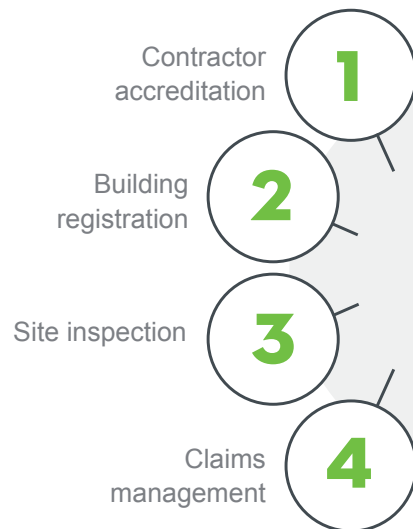 Contractor
accreditation
1
Building
registration
2
Site inspection
3
Claims
management
4